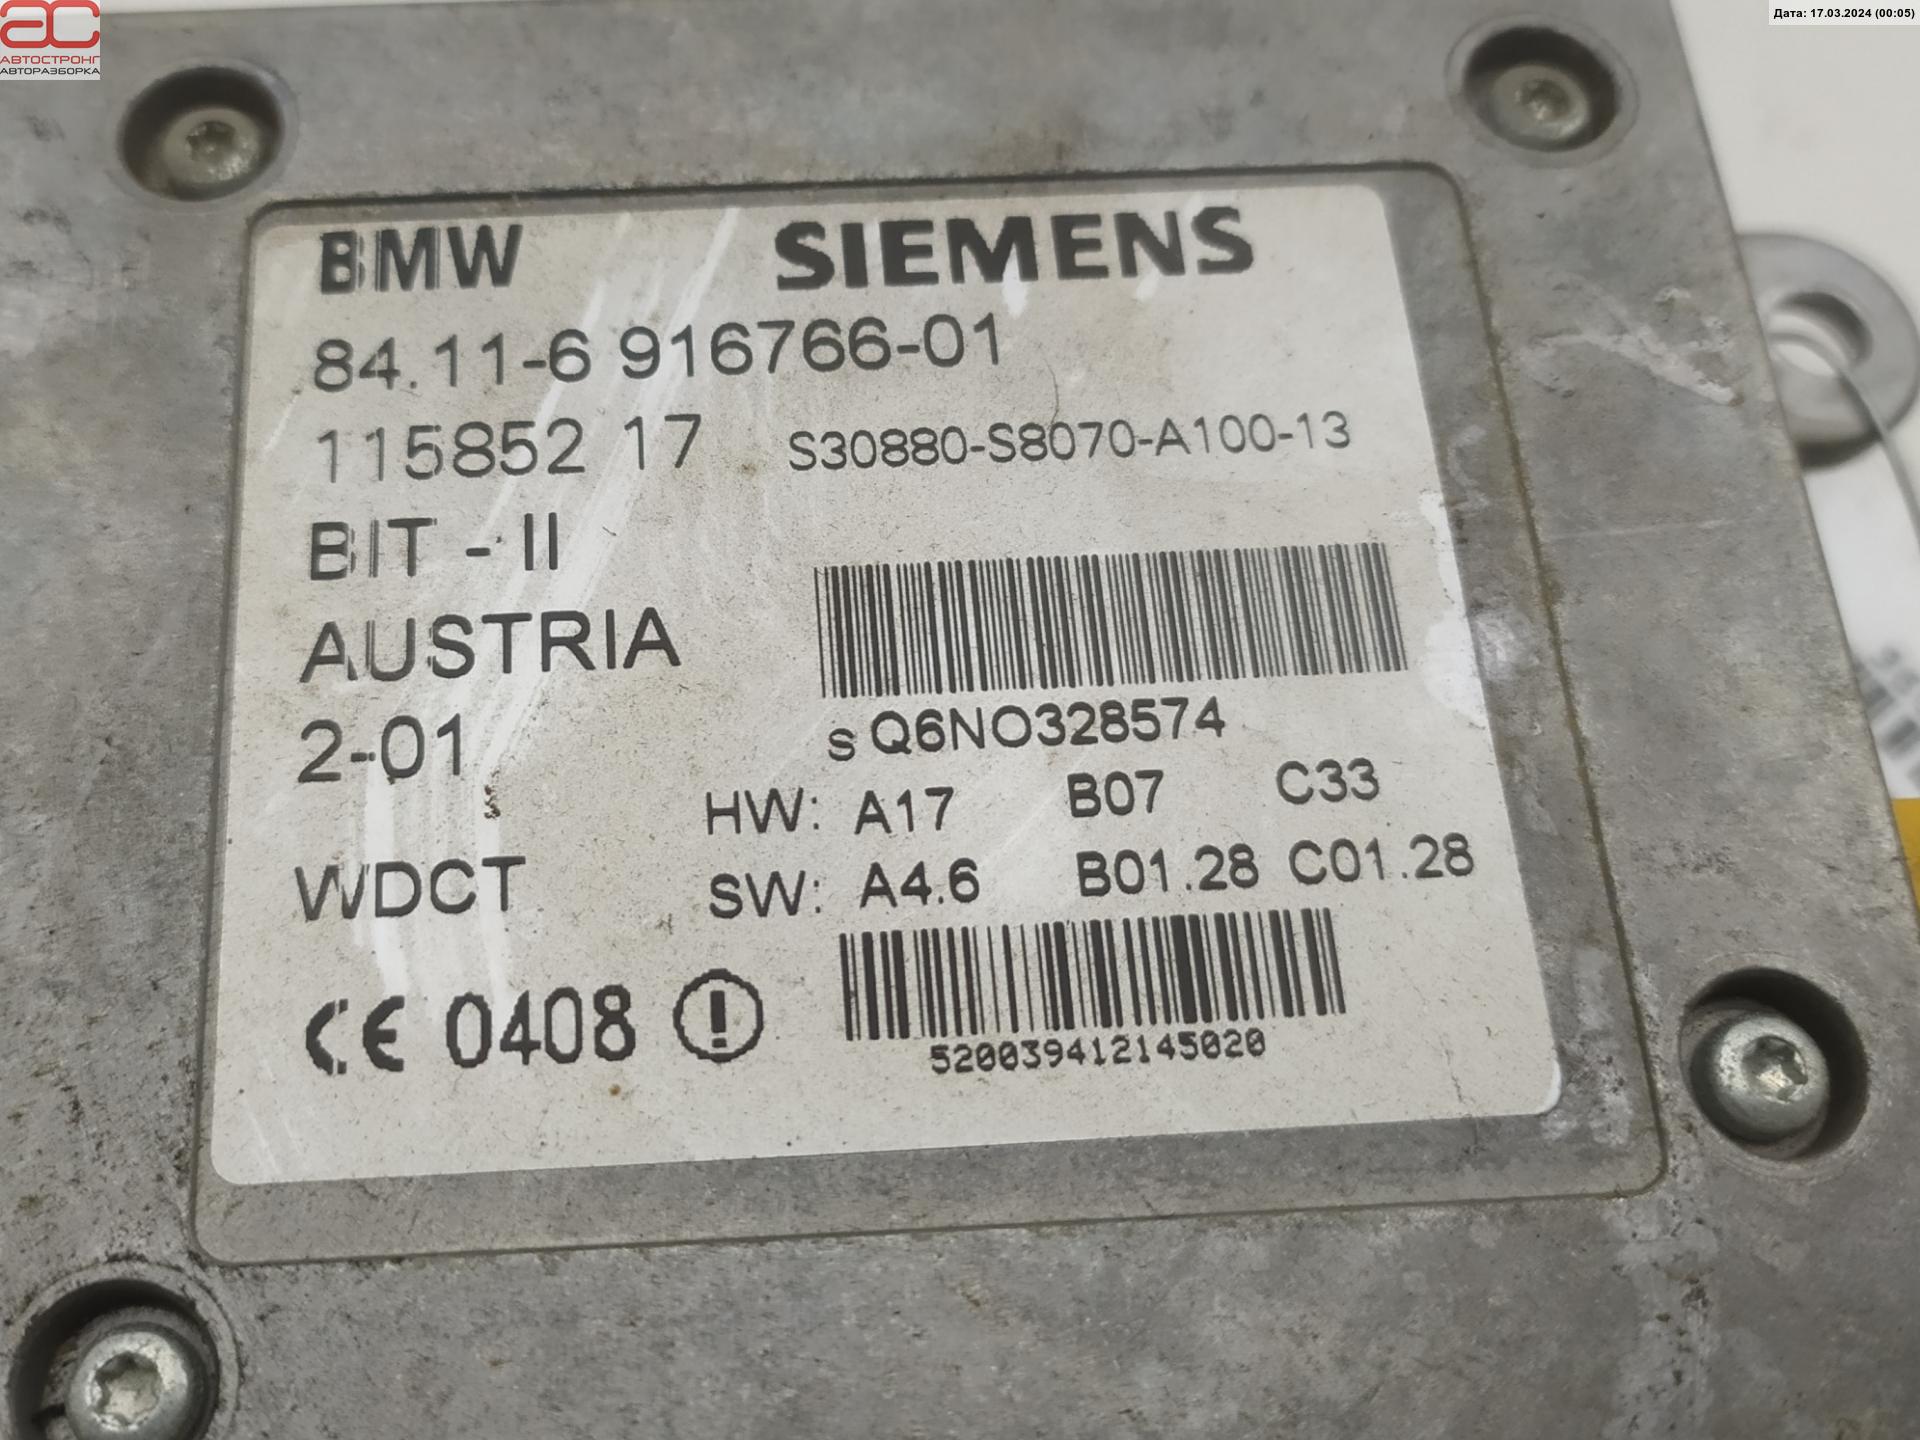 АС
АВТОСТРОНГ
АВТОРАЗБОРКА
Дата: 17.03.2024 (00:05)
BMW SIEMENS
84.11-6 916766-01
115852 17 S30880-S8070-A100-13
BIT - II
AUSTRIA
2-01
s Q6NO328574
HW: A17 B07 C33
WDCT SW: A4.6 B01.28 C01.28
CE 0408 !
520039412145020